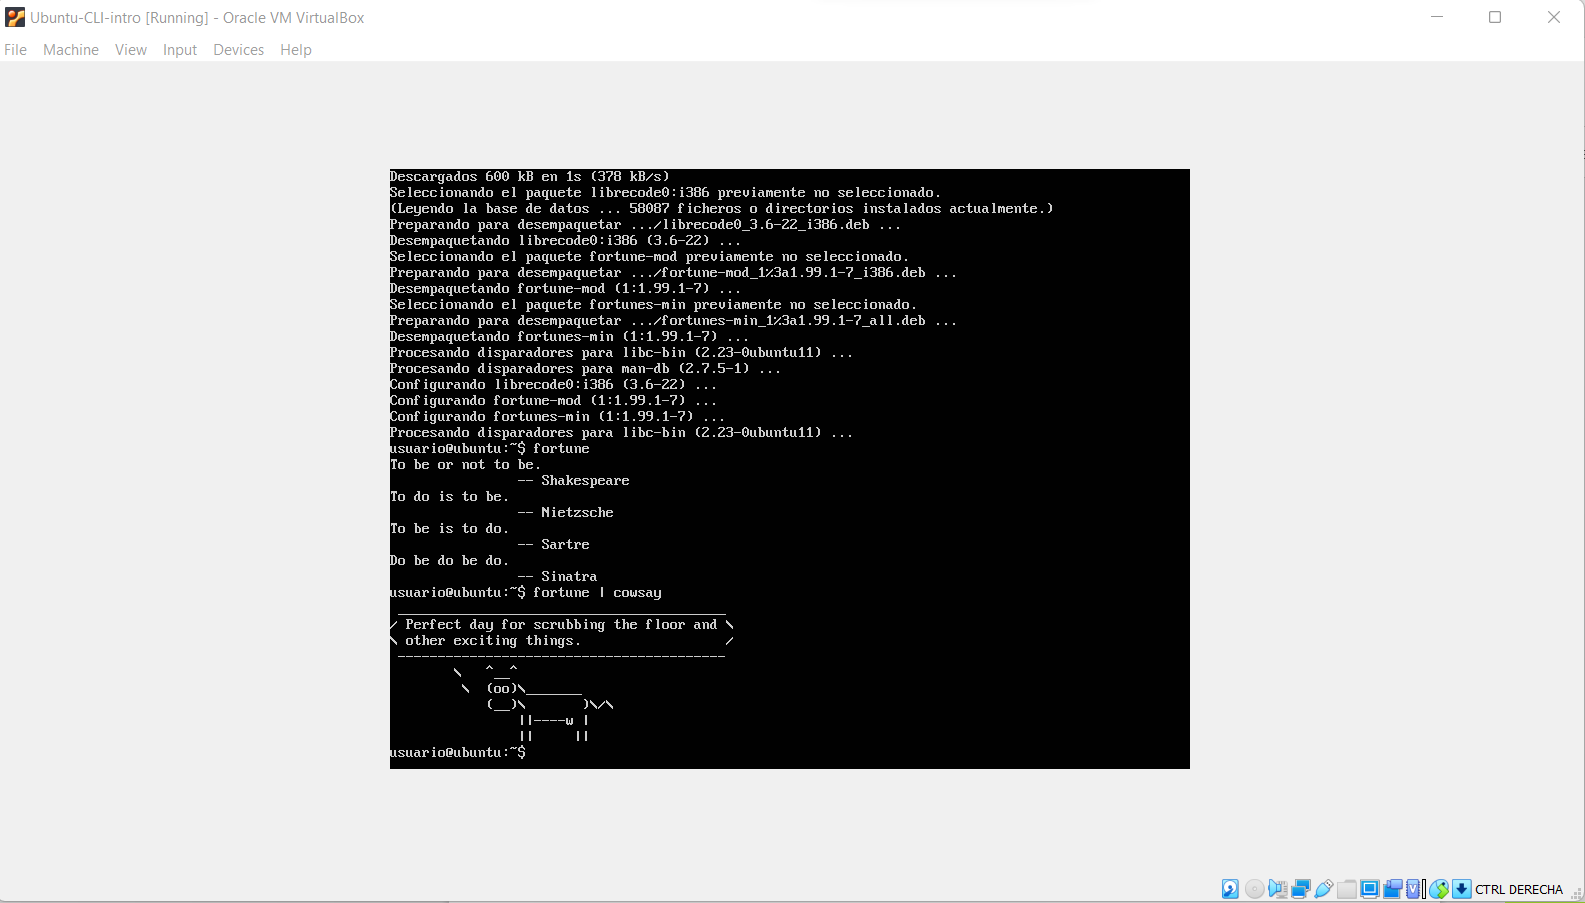 Ubuntu-CLI-intro [Running] - Oracle VM VirtualBox
File Machine View Input Devices Help
Descargados 600 kB en 1s (378 kB/s)
Seleccionando el paquete librecode0:i386 previamente no seleccionado.
(Leyendo la base de datos ... 58087 ficheros o directorios instalados actualmente.)
Preparando para desempaquetar .../librecode0_3.6-22_i386.deb ...
Desempaquetando librecode0:i386 (3.6-22) ...
Seleccionando el paquete fortune-mod previamente no seleccionado.
Preparando para desempaquetar .../fortune-mod_1%3a1.99.1-7_i386.deb ...
Desempaquetando fortune-mod (1:1.99.1-7) ...
Seleccionando el paquete fortunes-min previamente no seleccionado.
Preparando para desempaquetar .../fortunes-min_1%3a1.99.1-7_all.deb ...
Desempaquetando fortunes-min (1:1.99.1-7) ...
Procesando disparadores para libc-bin (2.23-0ubuntu11) ...
Procesando disparadores para man-db (2.7.5-1) ...
Configurando librecode0:i386 (3.6-22) ...
Configurando fortune-mod (1:1.99.1-7) ...
Configurando fortunes-min (1:1.99.1-7) ...
Procesando disparadores para libc-bin (2.23-0ubuntu11) ...
usuario@ubuntu:~$ fortune
To be or not to be.
                -- Shakespeare
To do is to be.
                -- Nietzsche
To be is to do.
                -- Sartre
Do be do be do.
                -- Sinatra
usuario@ubuntu:~$ fortune | cowsay
 _________________________________________
/ Perfect day for scrubbing the floor and \
\ other exciting things.                  /
 -----------------------------------------
        \   ^__^
         \  (oo)\_______
            (__)\       )\/\
                ||----w |
                ||     ||
usuario@ubuntu:~$
CTRL DERECHA